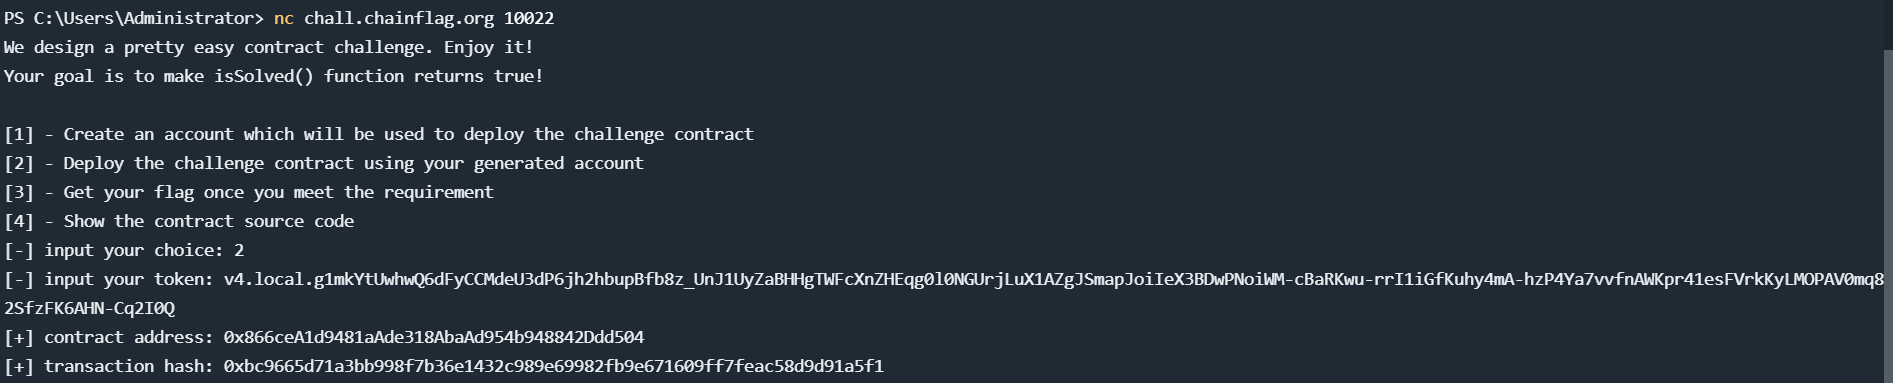 PS C:\Users\Administrator> nc chall.chainflag.org 10022
We design a pretty easy contract challenge. Enjoy it!
Your goal is to make isSolved() function returns true!
[1] - Create an account which will be used to deploy the challenge contract
[2] - Deploy the challenge contract using your generated account
[3] - Get your flag once you meet the requirement
[4] - Show the contract source code
[-] input your choice: 2
[-] input your token: v4.local.g1mkYtUwhwQ6dFyCCMdeU3dP6jh2hbupBfb8z_UnJ1UyZaBHHgTWFcXnZHEqg0l0NGUrjLuX1AZgJSmapJoiIeX3BDwPNoiWM-cBaRKwu-rrI1iGfKuhy4mA-hzP4Ya7vvfnAWKpr41esFVrkKyLMOPAV0mq8
2SfzFK6AHN-Cq2I0Q
[+] contract address: 0x866ceA1d9481aAde318AbaAd954b948842Ddd504
[+] transaction hash: 0xbc9665d71a3bb998f7b36e1432c989e69982fb9e671609ff7feac58d9d91a5f1